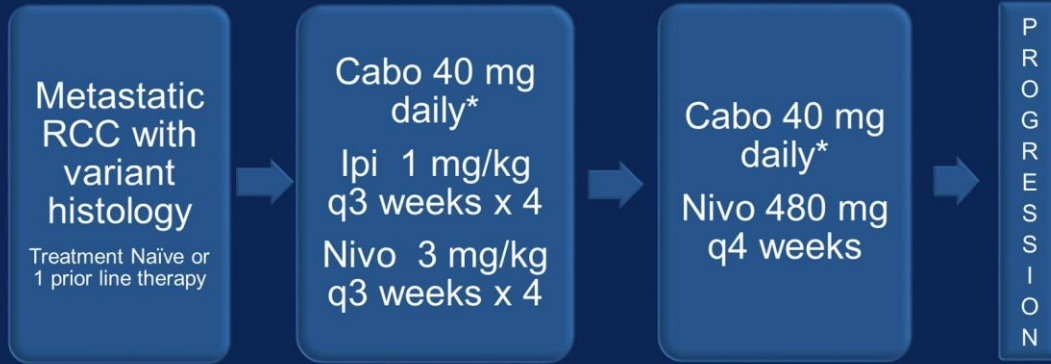 Metastatic
RCC with
variant
histology
Treatment Naïve or
1 prior line therapy
Cabo 40 mg
daily*
Ipi 1 mg/kg
q3 weeks x 4
Nivo 3 mg/kg
q3 weeks x 4
Cabo 40 mg
daily*
Nivo 480 mg
q4 weeks
P
R
O
G
R
E
S
S
I
O
N